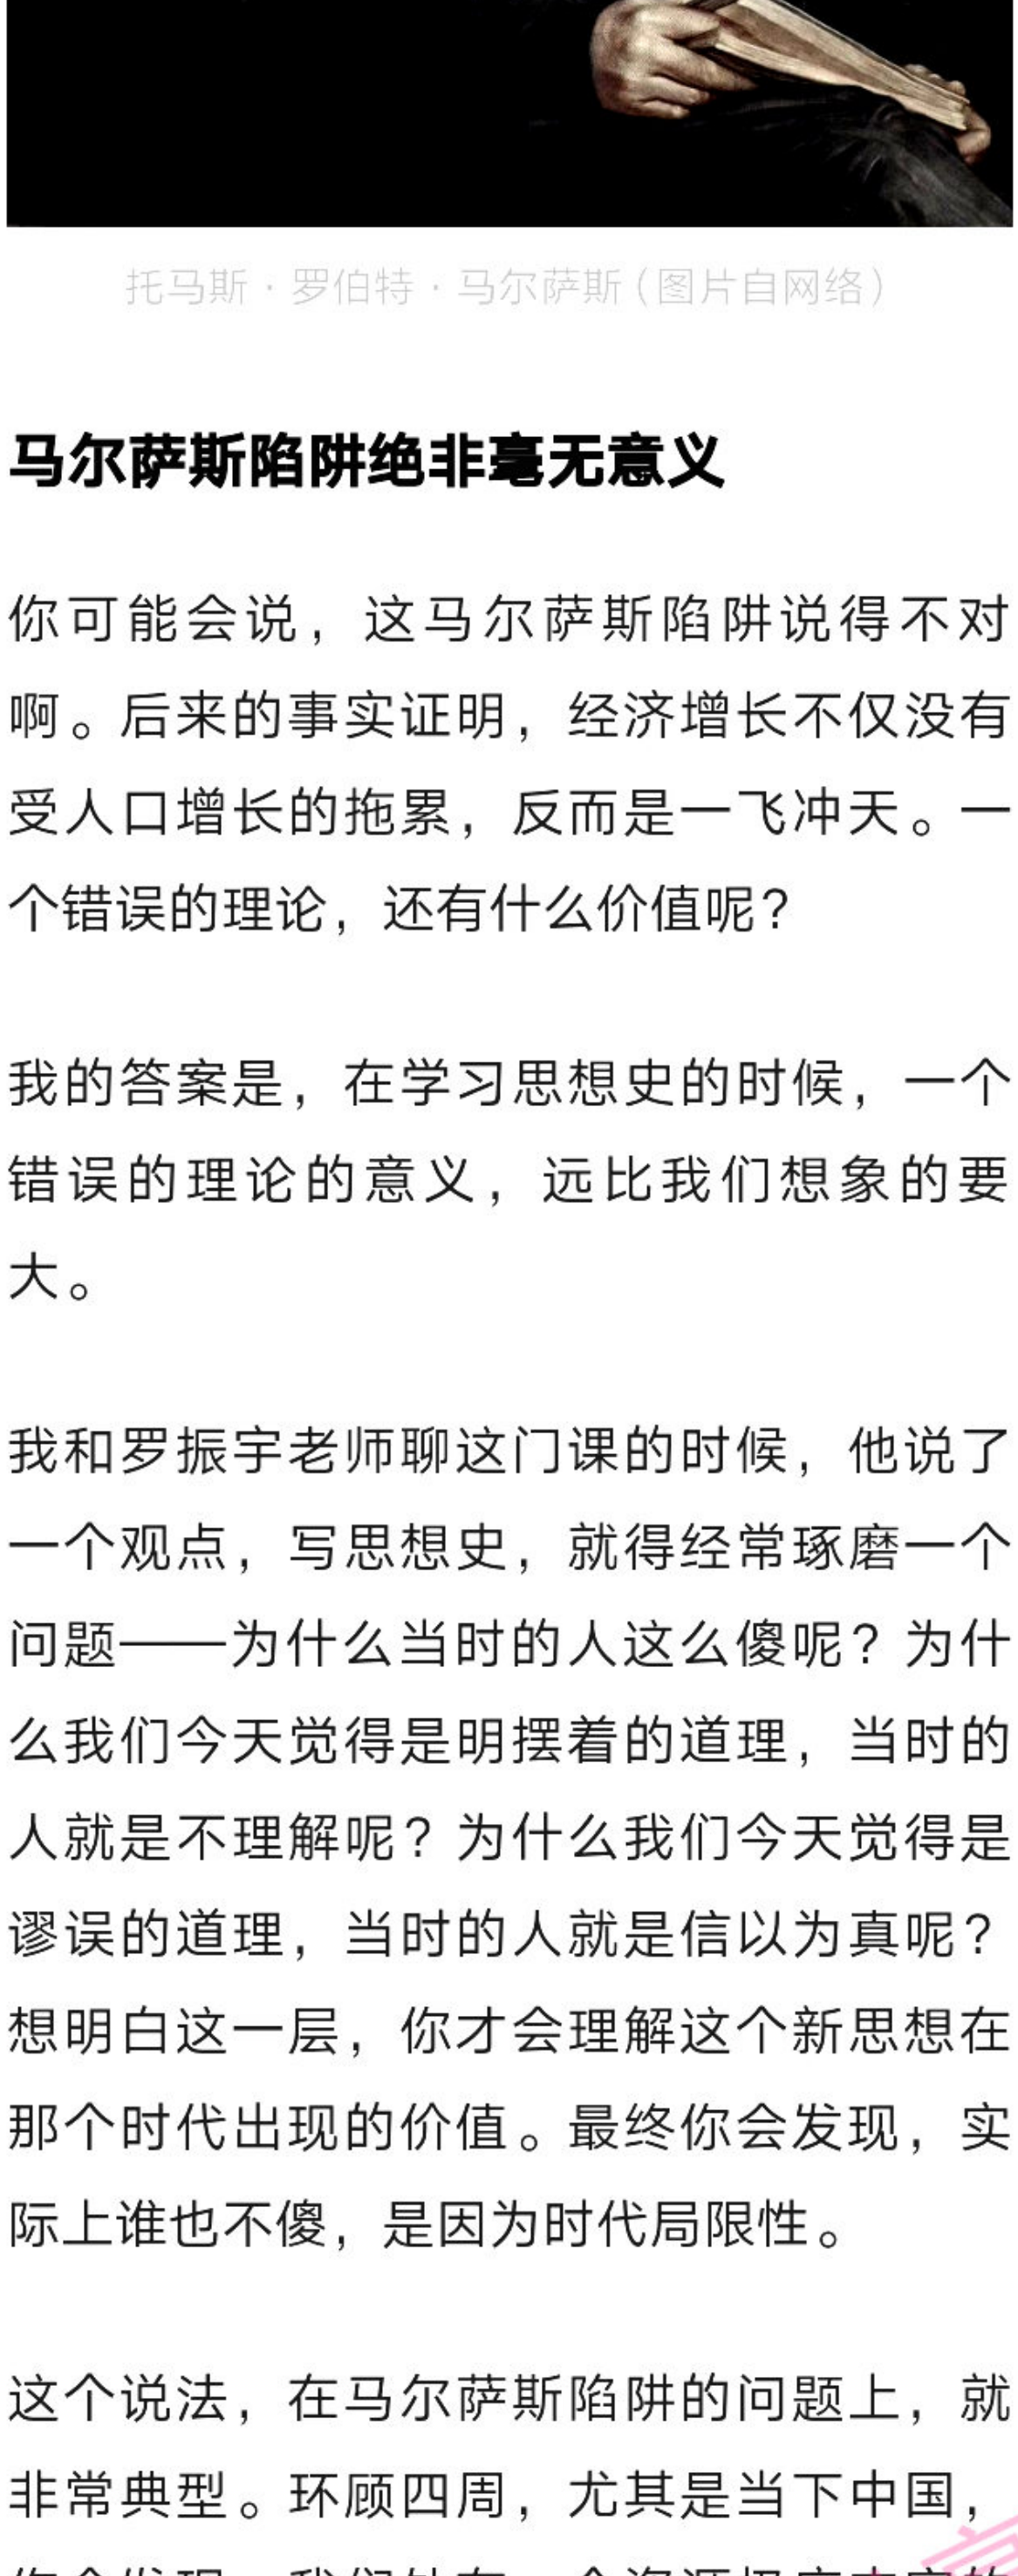 托马斯·罗伯特·马尔萨斯（图片自网络）
马尔萨斯陷阱绝非毫无意义
你可能会说，这马尔萨斯陷阱说得不对
啊。后来的事实证明，经济增长不仅没有
受人口增长的拖累，反而是一飞冲天。一
个错误的理论，还有什么价值呢？
我的答案是，在学习思想史的时候，一个
错误的理论的意义，远比我们想象的要
大。
我和罗振宇老师聊这门课的时候，他说了
一个观点，写思想史，就得经常琢磨一个
问题——为什么当时的人这么傻呢？为什
么我们今天觉得是明摆着的道理，当时的
人就是不理解呢？为什么我们今天觉得是
谬误的道理，当时的人就是信以为真呢？
想明白这一层，你才会理解这个新思想在
那个时代出现的价值。最终你会发现，实
际上谁也不傻，是因为时代局限性。
这个说法，在马尔萨斯陷阱的问题上，就
非常典型。环顾四周，尤其是当下中国，